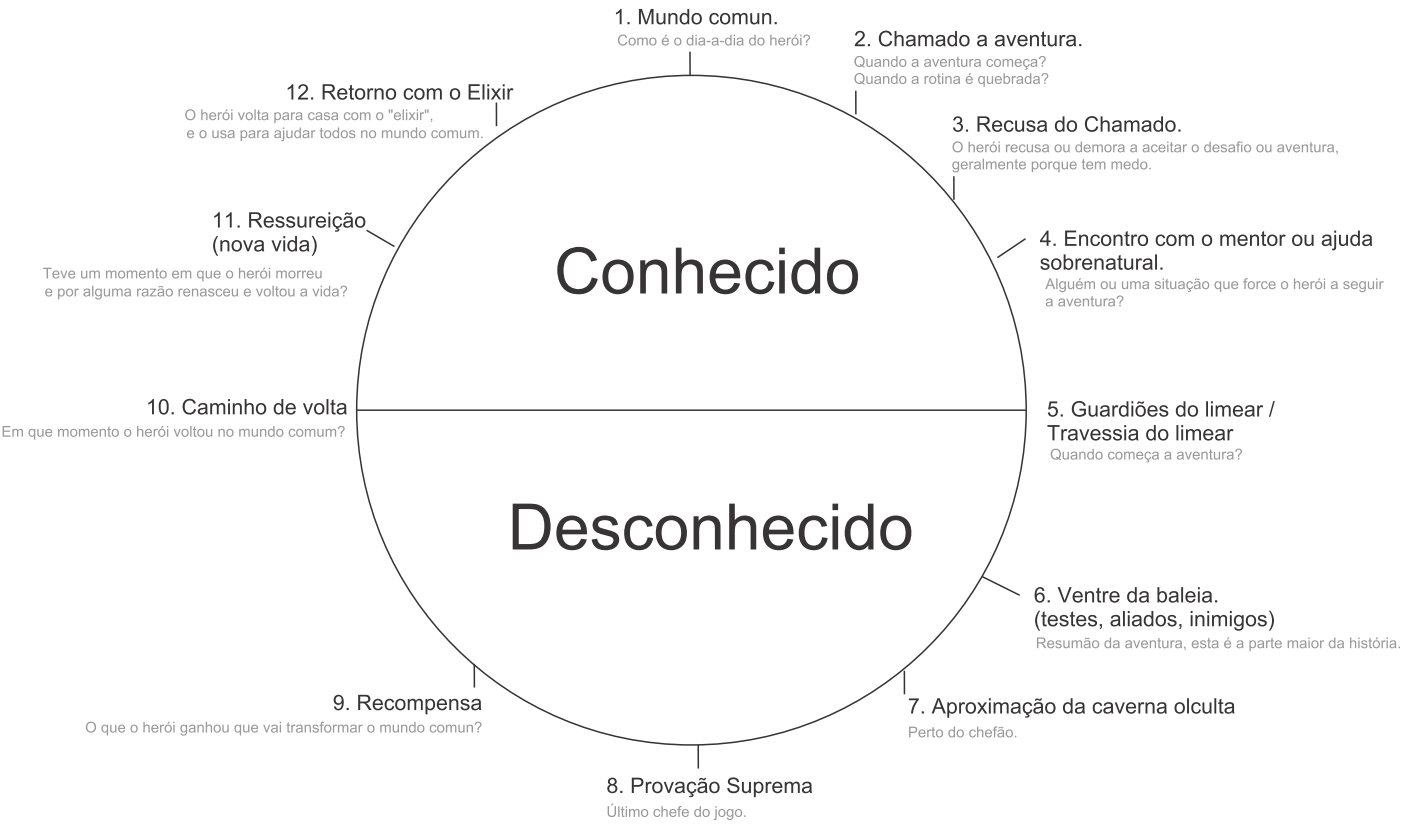 1. Mundo comun.
Como é o dia-a-dia do herói?
2. Chamado a aventura.
Quando a aventura começa?
Quando a rotina é quebrada?
3. Recusa do Chamado.
O herói recusa ou demora a aceitar o desafio ou aventura,
geralmente porque tem medo.
4. Encontro com o mentor ou ajuda
sobrenatural.
Alguém ou uma situação que force o herói a seguir
a aventura?
5. Guardiões do limear /
Travessia do limear
Quando começa a aventura?
6. Ventre da baleia.
(testes, aliados, inimigos)
Resumão da aventura, esta é a parte maior da história.
7. Aproximação da caverna olculta
Perto do chefão.
8. Provação Suprema
Último chefe do jogo.
9. Recompensa
O que o herói ganhou que vai transformar o mundo comun?
10. Caminho de volta
Em que momento o herói voltou no mundo comum?
11. Ressureição
(nova vida)
Teve um momento em que o herói morreu
e por alguma razão renasceu e voltou a vida?
12. Retorno com o Elixir
O herói volta para casa com o "elixir",
e o usa para ajudar todos no mundo comum.
Conhecido
Desconhecido